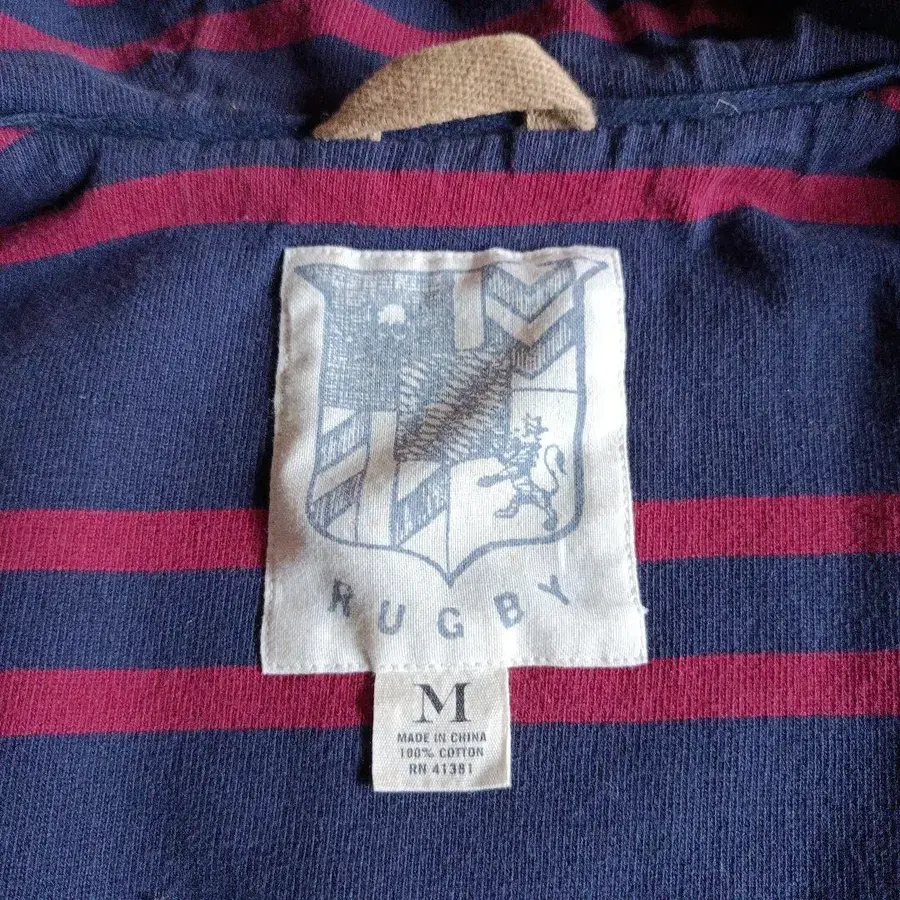 RUGBY
M
MADE IN CHINA
100% COTTON
RN 41381